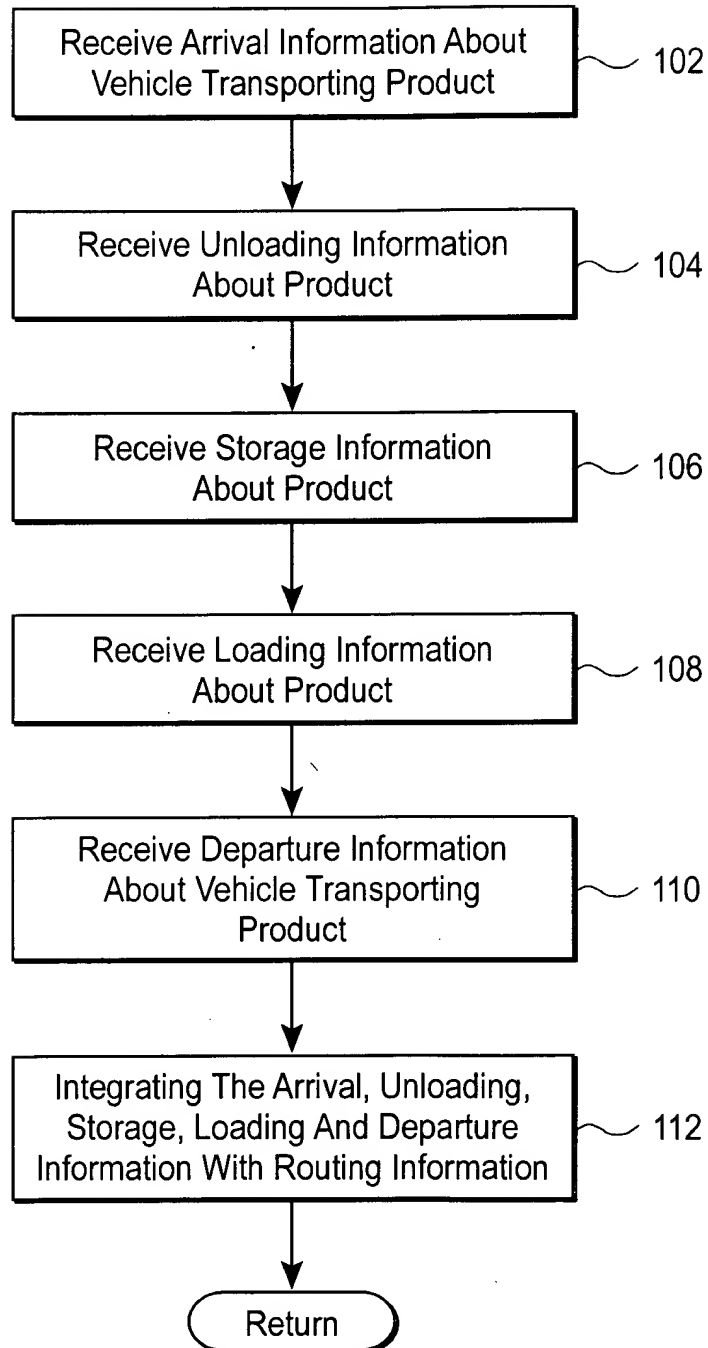 Receive Arrival Information About
Vehicle Transporting Product
102
Receive Unloading Information
About Product
104
Receive Storage Information
About Product
106
Receive Loading Information
About Product
108
Receive Departure Information
About Vehicle Transporting
Product
110
Integrating The Arrival, Unloading,
Storage, Loading And Departure
Information With Routing Information
112
Return